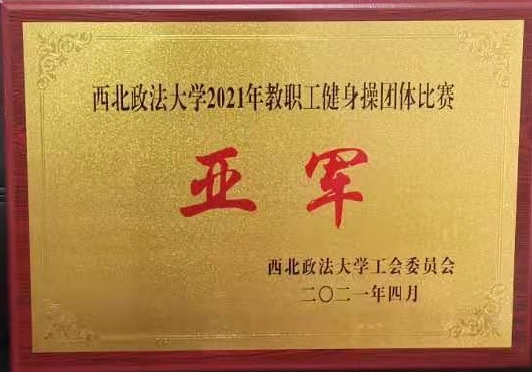 西北政法大学2021年教职工健身操团体比赛
亚军
西北政法大学工会委员会
二〇二一年四月